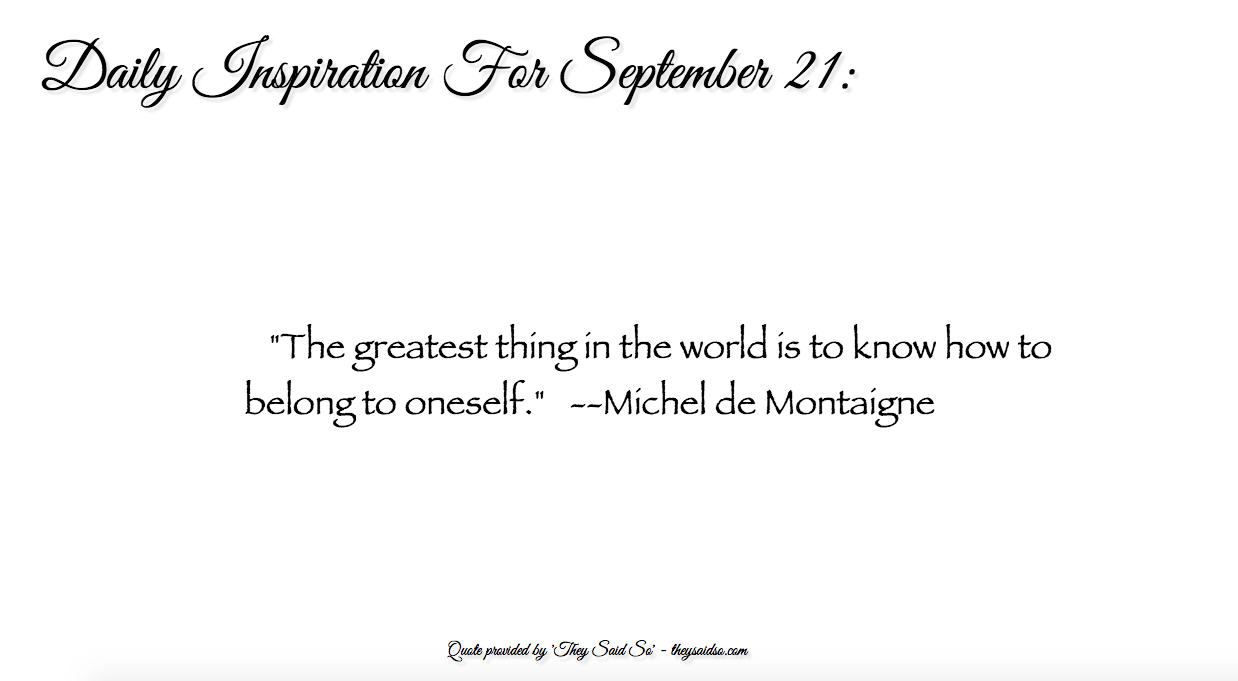 Daily Inspiration For September 21:
"The greatest thing in the world is to know how to
belong to oneself."   --Michel de Montaigne
Quote provided by 'They Said So' - theysaidso.com